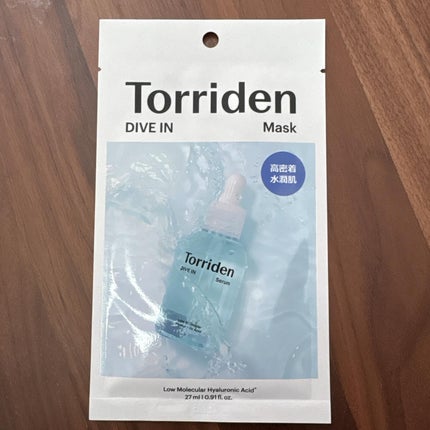 Torriden
DIVE IN Mask
高密着
水潤肌
Torriden
DIVE IN Serum
Low Molecular Hyaluronic Acid⁺
27 ml | 0.91 fl. oz.